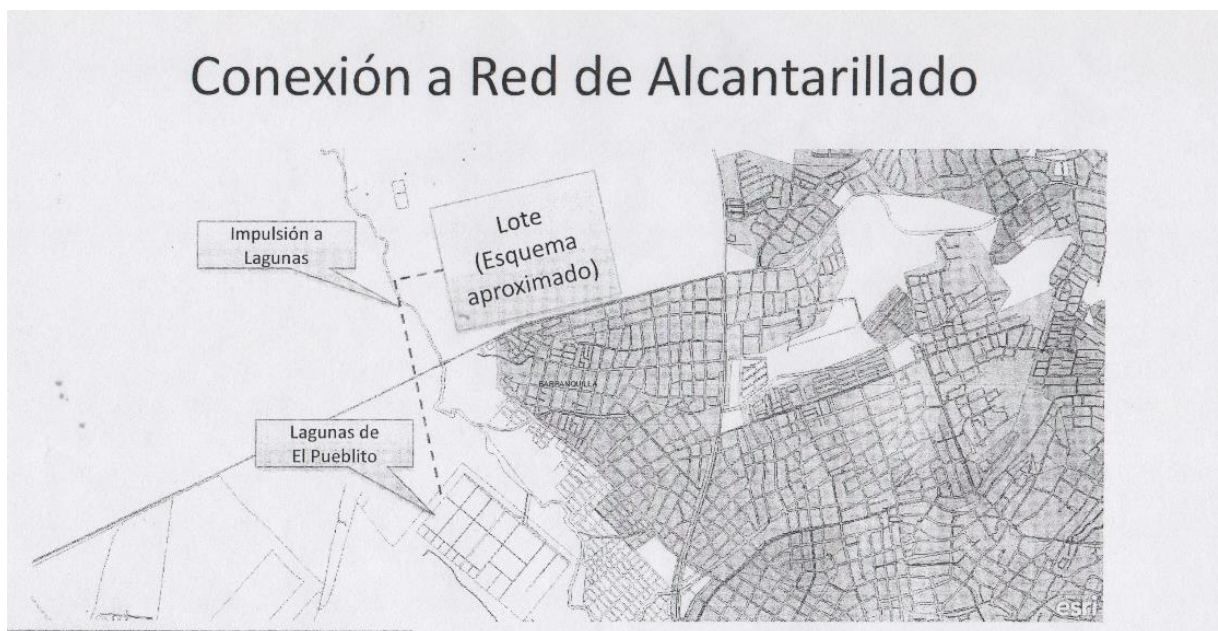 Conexión a Red de Alcantarillado
Lote
(Esquema
aproximado)
Impulsión a
Lagunas
BARRANQUILLA
Lagunas de
El Pueblito
esri